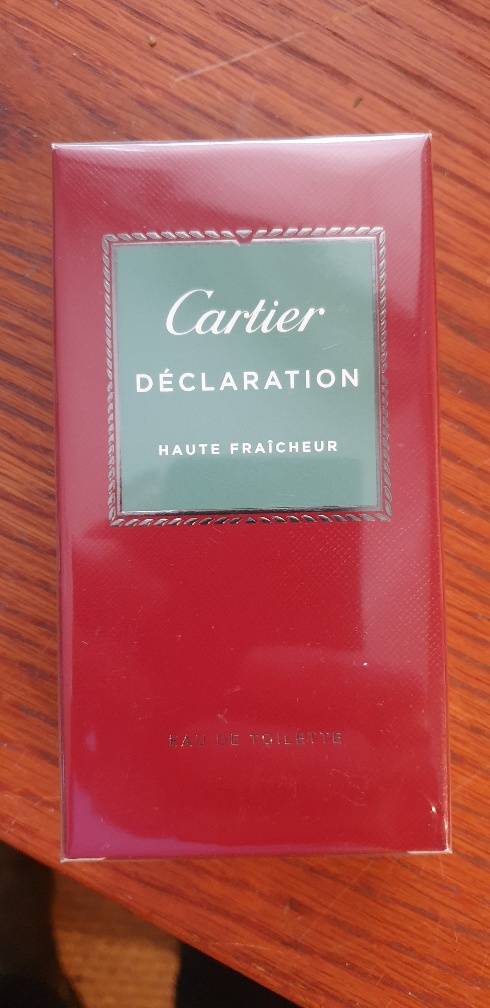 Cartier
DÉCLARATION
HAUTE FRAÎCHEUR
EAU DE TOILETTE